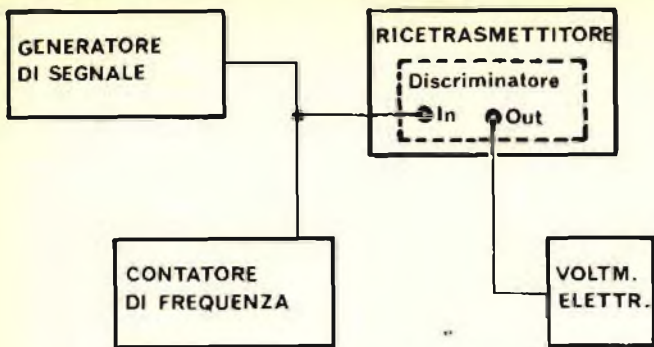 GENERATORE
DI SEGNALE
RICETRASMETTITORE
Discriminatore
In Out
CONTATORE
DI FREQUENZA
VOLTM.
ELETTR.